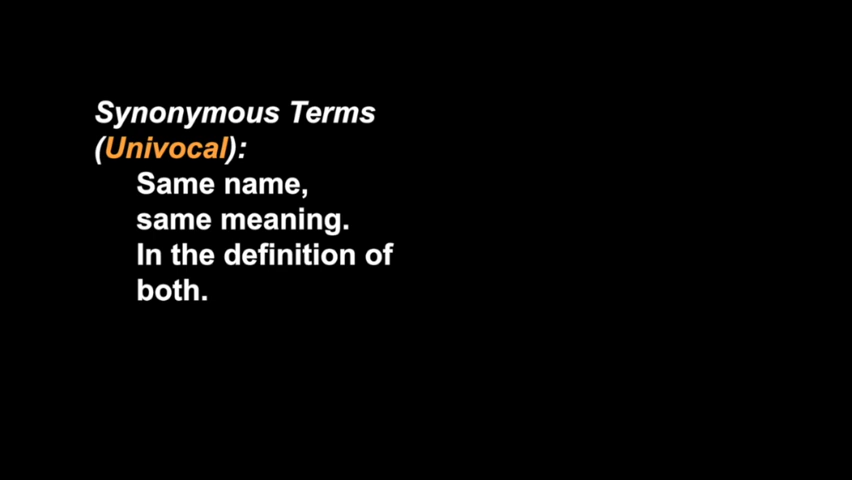 Synonymous Terms
(Univocal):
Same name,
same meaning.
In the definition of
both.